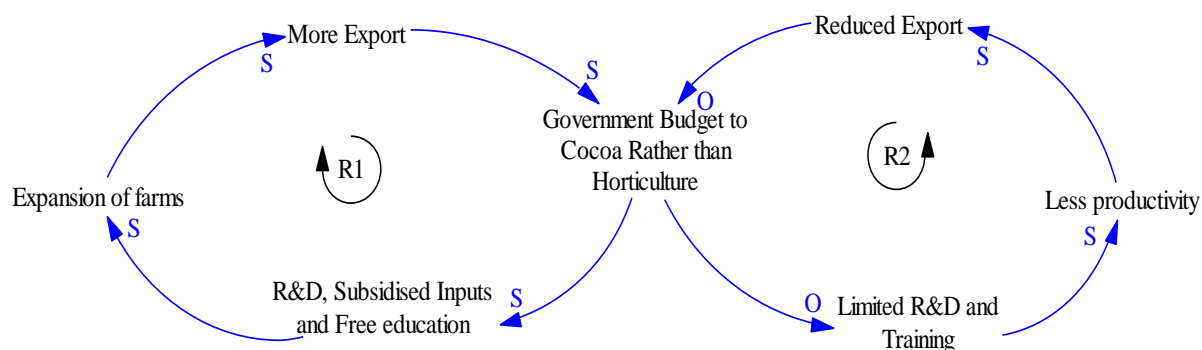 More Export
S
S
Reduced Export
S
O
Government Budget to
Cocoa Rather than
Horticulture
R1
R2
Expansion of farms
S
Less productivity
S
R&D, Subsidised Inputs
and Free education
S
O
Limited R&D and
Training